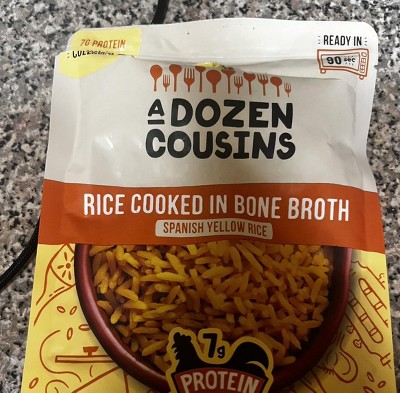 7G PROTEIN
READY IN
90 SEC
A DOZEN
COUSINS
RICE COOKED IN BONE BROTH
SPANISH YELLOW RICE
7g
PROTEIN